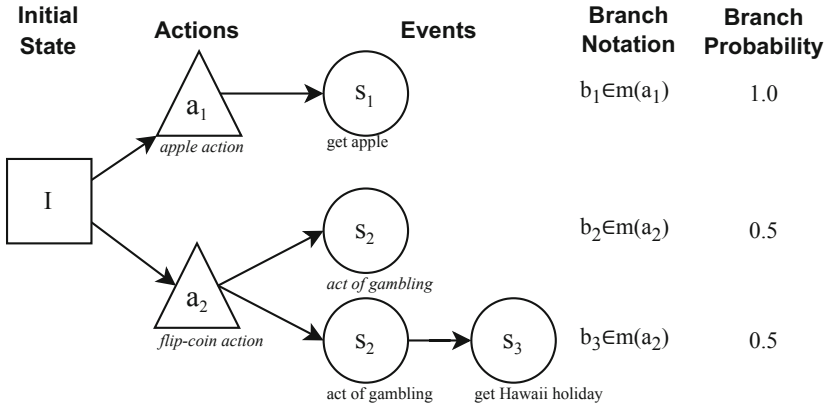 Initial State
Actions
Events
Branch Notation
Branch Probability
a₁
apple action
s₁
get apple
b₁∈m(a₁)
1.0
I
s₂
act of gambling
b₂∈m(a₂)
0.5
a₂
flip-coin action
s₂
act of gambling
s₃
get Hawaii holiday
b₃∈m(a₂)
0.5